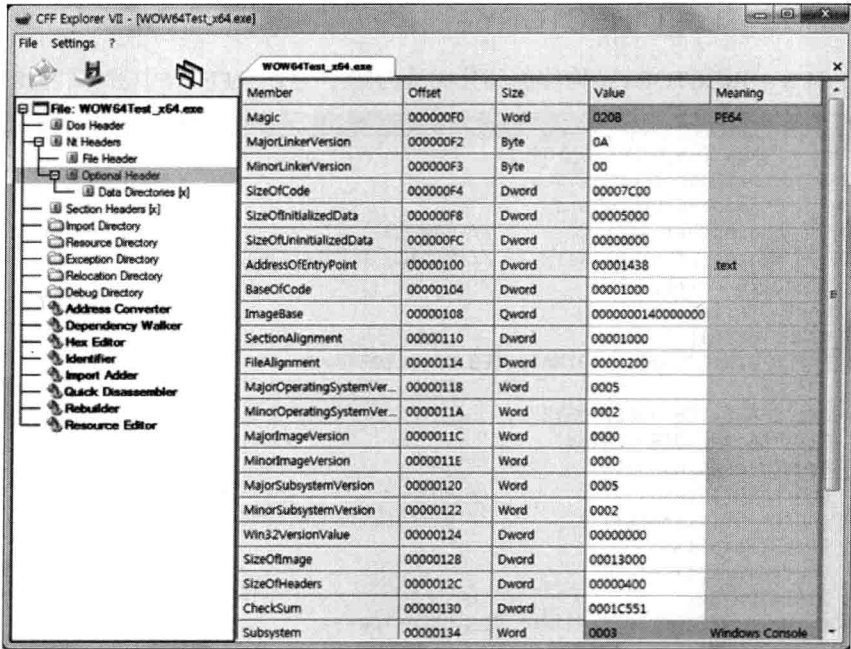 CFF Explorer VII - [WOW64Test_x64.exe]
File Settings ?
WOW64Test_x64.exe
File: WOW64Test_x64.exe
Dos Header
Nt Headers
File Header
Optional Header
Data Directories [x]
Section Headers [x]
Import Directory
Resource Directory
Exception Directory
Relocation Directory
Debug Directory
Address Converter
Dependency Walker
Hex Editor
Identifier
Import Adder
Quick Disassembler
Rebuilder
Resource Editor
Member Offset Size Value Meaning
Magic 000000F0 Word 020B PE64
MajorLinkerVersion 000000F2 Byte 0A
MinorLinkerVersion 000000F3 Byte 00
SizeOfCode 000000F4 Dword 00007C00
SizeOfInitializedData 000000F8 Dword 00005000
SizeOfUninitializedData 000000FC Dword 00000000
AddressOfEntryPoint 00000100 Dword 00001438 .text
BaseOfCode 00000104 Dword 00001000
ImageBase 00000108 Qword 0000000140000000
SectionAlignment 00000110 Dword 00001000
FileAlignment 00000114 Dword 00000200
MajorOperatingSystemVer... 00000118 Word 0005
MinorOperatingSystemVer... 0000011A Word 0002
MajorImageVersion 0000011C Word 0000
MinorImageVersion 0000011E Word 0000
MajorSubsystemVersion 00000120 Word 0005
MinorSubsystemVersion 00000122 Word 0002
Win32VersionValue 00000124 Dword 00000000
SizeOfImage 00000128 Dword 00013000
SizeOfHeaders 0000012C Dword 00000400
CheckSum 00000130 Dword 0001C551
Subsystem 00000134 Word 0003 Windows Console